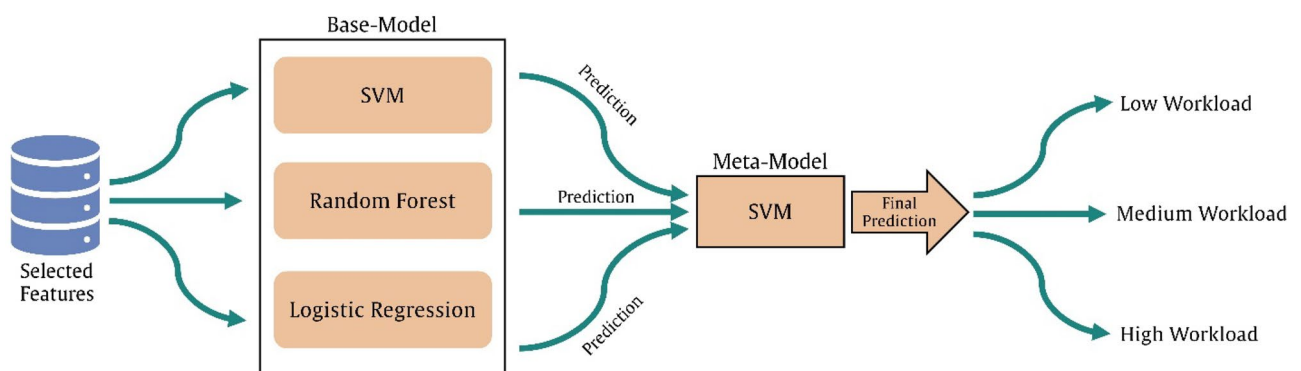 Base-Model
SVM
Random Forest
Logistic Regression
Selected
Features
Prediction
Prediction
Prediction
Meta-Model
SVM
Final
Prediction
Low Workload
Medium Workload
High Workload